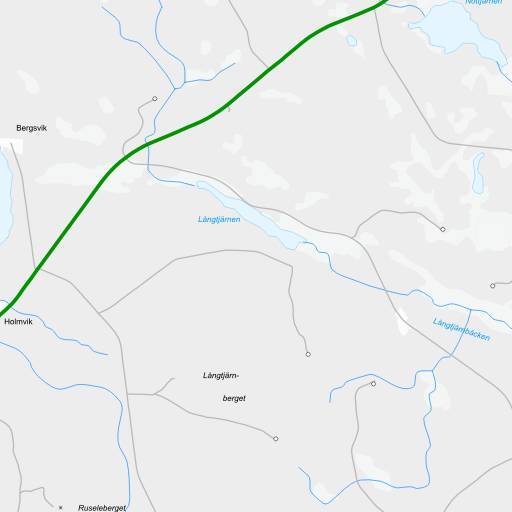 Nottjärnen
Bergsvik
Långtjärnen
Holmvik
Långtjärnbäcken
Långtjärn-
berget
Ruseleberget